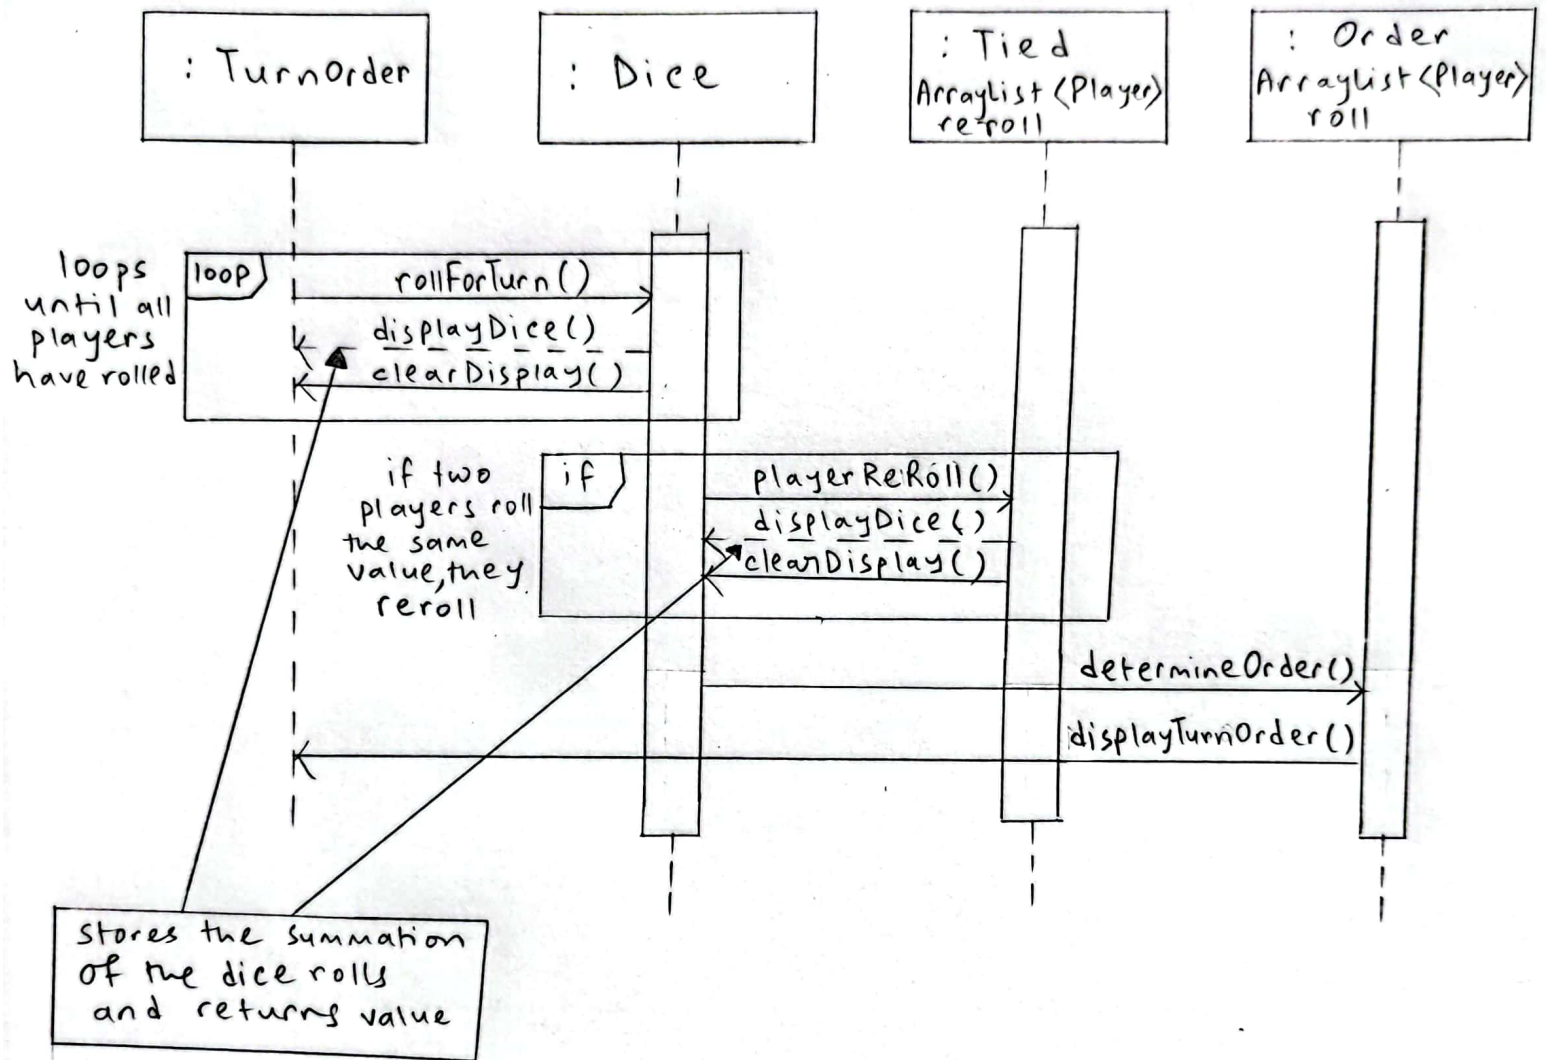 : TurnOrder
: Dice
: Tied
ArrayList<Player>
re-roll
: Order
ArrayList<Player>
roll
loops
until all
players
have rolled
loop
rollForTurn()
displayDice()
clearDisplay()
if two
players roll
the same
value, they
reroll
if
playerReRoll()
displayDice()
clearDisplay()
determineOrder()
displayTurnOrder()
stores the summation
of the dice rolls
and returns value